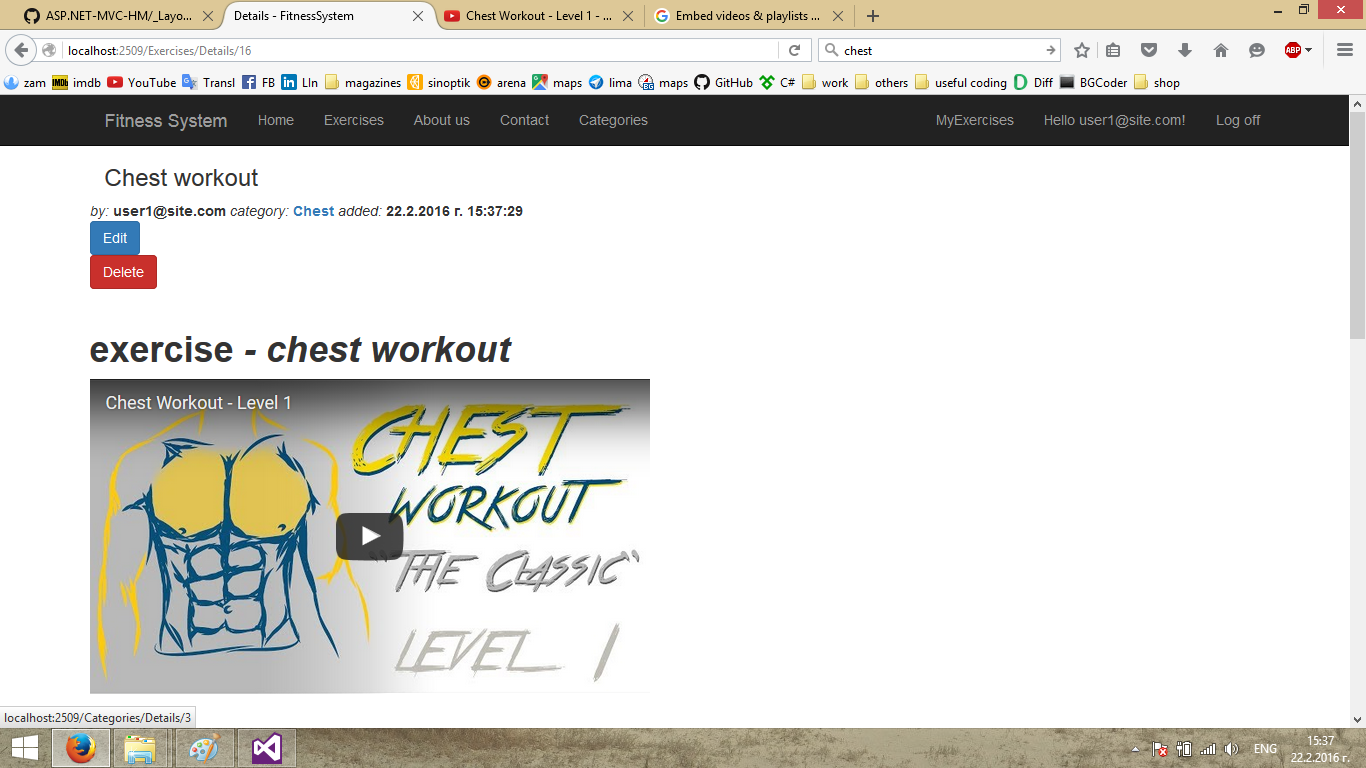 ASP.NET-MVC-HM/_Layo... Details - FitnessSystem Chest Workout - Level 1 - ... Embed videos & playlists ...
localhost:2509/Exercises/Details/16 chest ABP
zam IMDb imdb YouTube Transl FB LIn magazines sinoptik arena maps lima maps GitHub C# work others useful coding Diff BGCoder shop
Fitness System Home Exercises About us Contact Categories MyExercises Hello user1@site.com! Log off
Chest workout
by: user1@site.com category: Chest added: 22.2.2016 г. 15:37:29
Edit
Delete
exercise - chest workout
Chest Workout - Level 1
CHEST
WORKOUT
"THE CLASSIC"
LEVEL 1
localhost:2509/Categories/Details/3
ENG 15:37
22.2.2016 г.